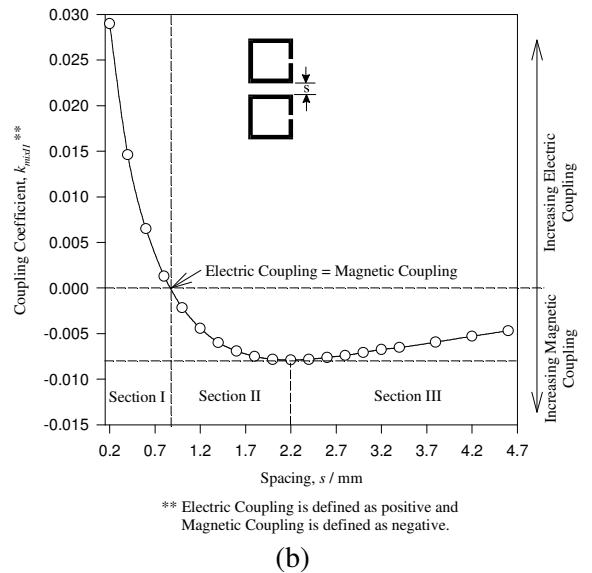 0.030
0.025
0.020
0.015
0.010
0.005
0.000
-0.005
-0.010
-0.015
Coupling Coefficient, k_mixII **
s
Electric Coupling = Magnetic Coupling
Section I
Section II
Section III
0.2 0.7 1.2 1.7 2.2 2.7 3.2 3.7 4.2 4.7
Spacing, s / mm
Increasing Electric
Coupling
Increasing Magnetic
Coupling
** Electric Coupling is defined as positive and
Magnetic Coupling is defined as negative.
(b)